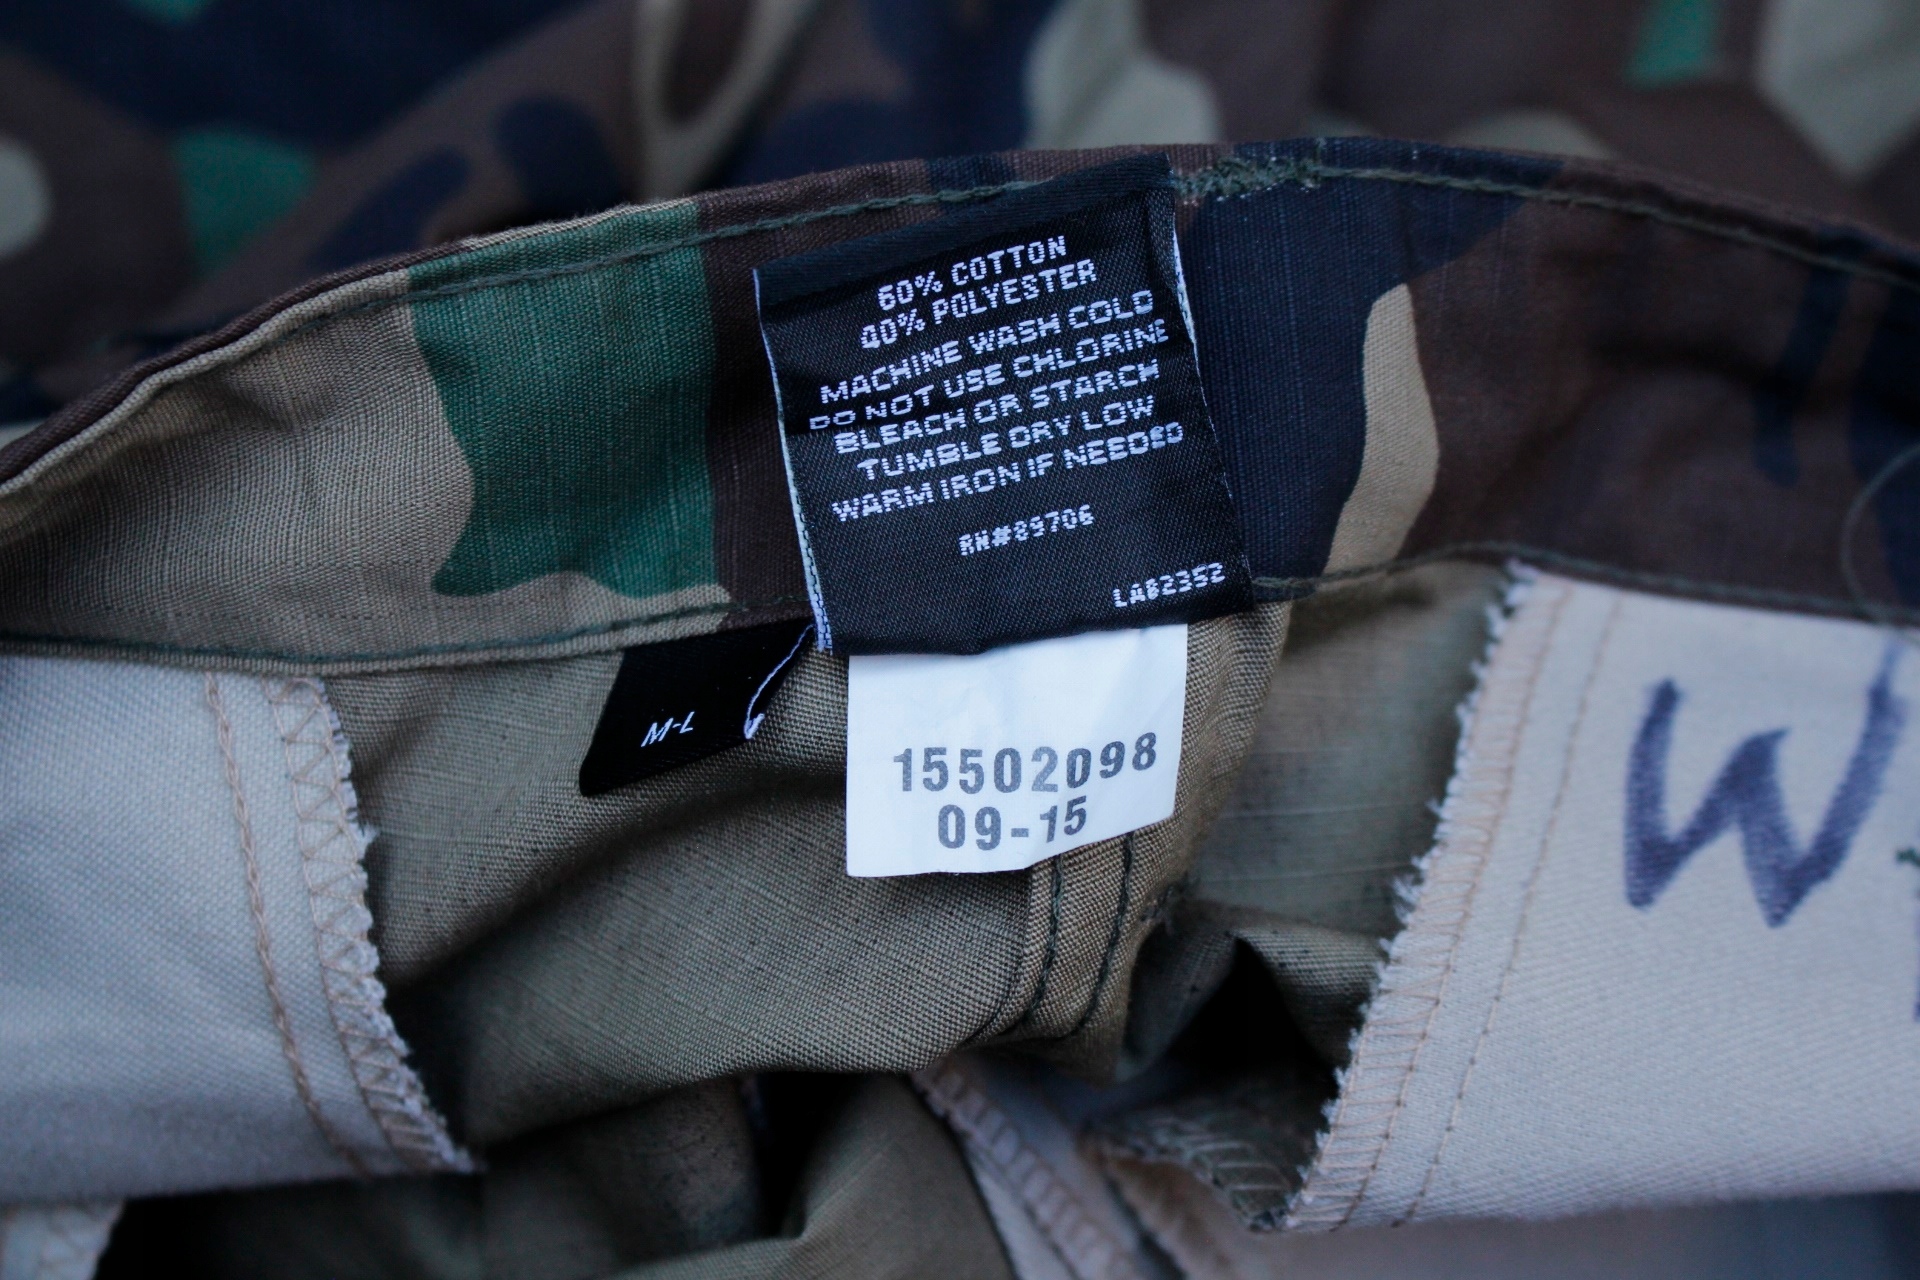 60% COTTON
40% POLYESTER
MACHINE WASH COLD
DO NOT USE CHLORINE
BLEACH OR STARCH
TUMBLE DRY LOW
WARM IRON IF NEEDED
RN#89706
LA82352
M-L
15502098
09-15
W